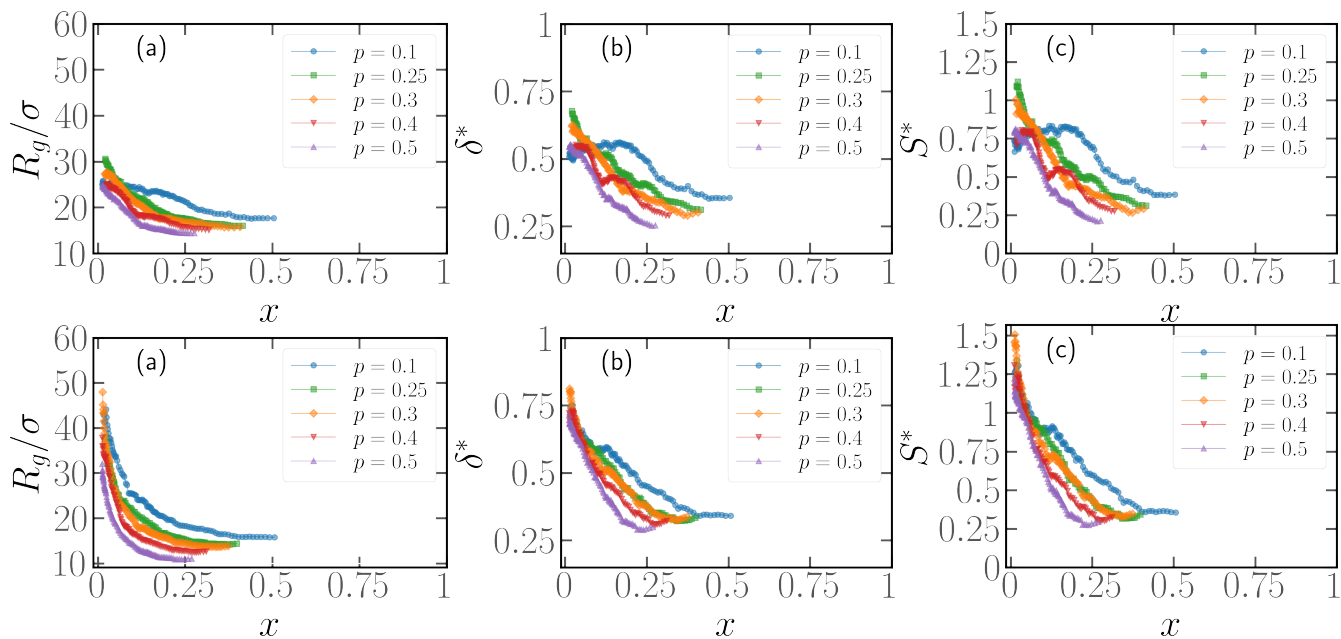 60
50
40
30
20
10
R_g/σ
(a)
p = 0.1
p = 0.25
p = 0.3
p = 0.4
p = 0.5
0 0.25 0.5 0.75 1
x
1
0.75
0.5
0.25
δ*
(b)
p = 0.1
p = 0.25
p = 0.3
p = 0.4
p = 0.5
0 0.25 0.5 0.75 1
x
1.5
1.25
1
0.75
0.5
0.25
0
S*
(c)
p = 0.1
p = 0.25
p = 0.3
p = 0.4
p = 0.5
0 0.25 0.5 0.75 1
x
60
50
40
30
20
10
R_g/σ
(a)
p = 0.1
p = 0.25
p = 0.3
p = 0.4
p = 0.5
0 0.25 0.5 0.75 1
x
1
0.75
0.5
0.25
δ*
(b)
p = 0.1
p = 0.25
p = 0.3
p = 0.4
p = 0.5
0 0.25 0.5 0.75 1
x
1.5
1.25
1
0.75
0.5
0.25
0
S*
(c)
p = 0.1
p = 0.25
p = 0.3
p = 0.4
p = 0.5
0 0.25 0.5 0.75 1
x